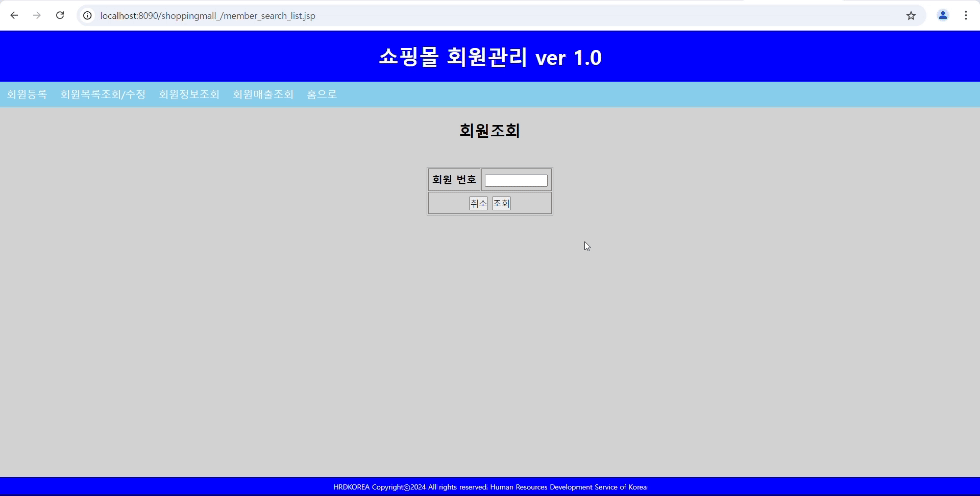 localhost:8090/shoppingmall_/member_search_list.jsp
쇼핑몰 회원관리 ver 1.0
회원등록 회원목록조회/수정 회원정보조회 회원매출조회 홈으로
회원조회
회원 번호
취소 조회
HRDKOREA Copyrightⓒ2024 All rights reserved. Human Resources Development Service of Korea